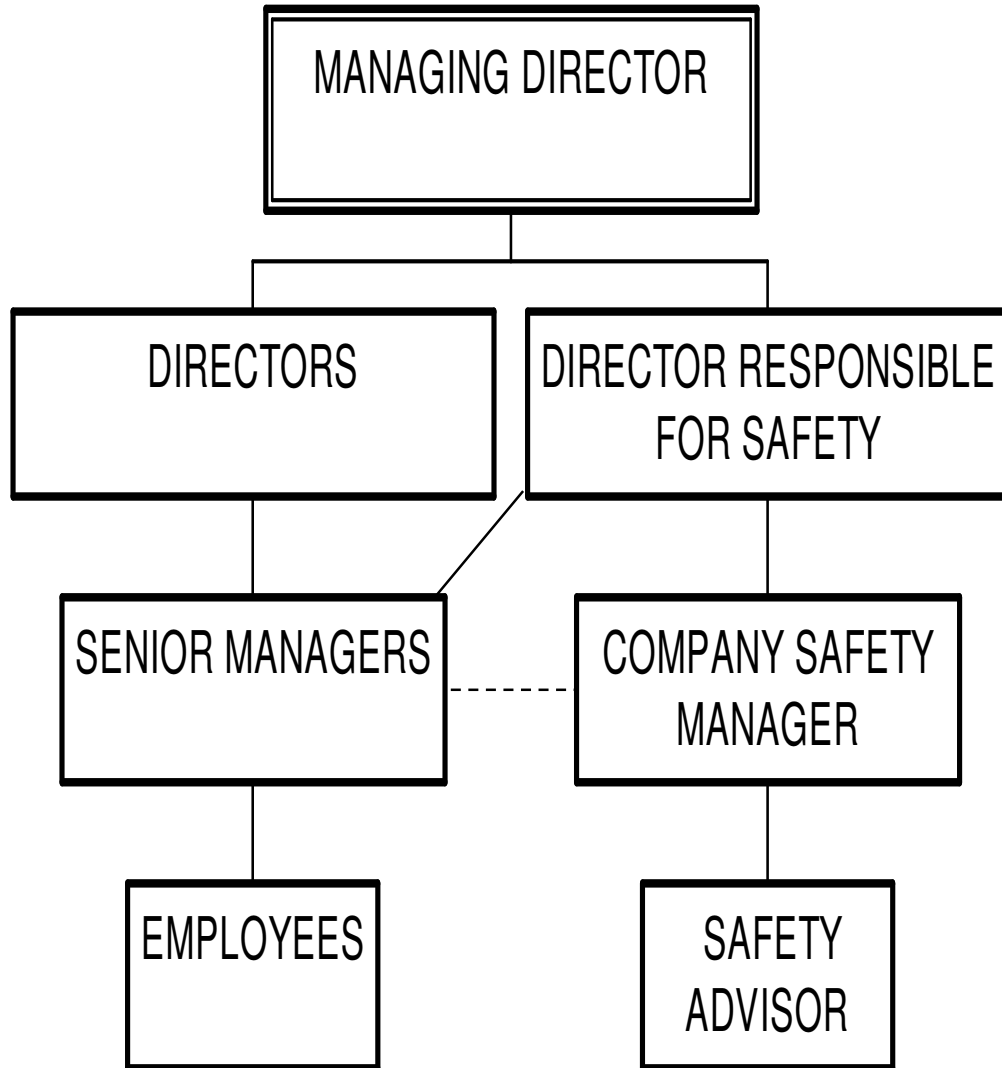 MANAGING DIRECTOR
DIRECTORS
DIRECTOR RESPONSIBLE
FOR SAFETY
SENIOR MANAGERS
COMPANY SAFETY
MANAGER
EMPLOYEES
SAFETY
ADVISOR